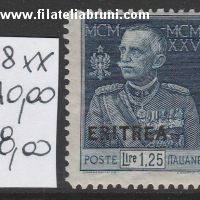 www.filateliabruni.com
8 xx
10,00
8,00
MCM
MCM
XXV
ERITREA
POSTE Lire 1,25 ITALIANE